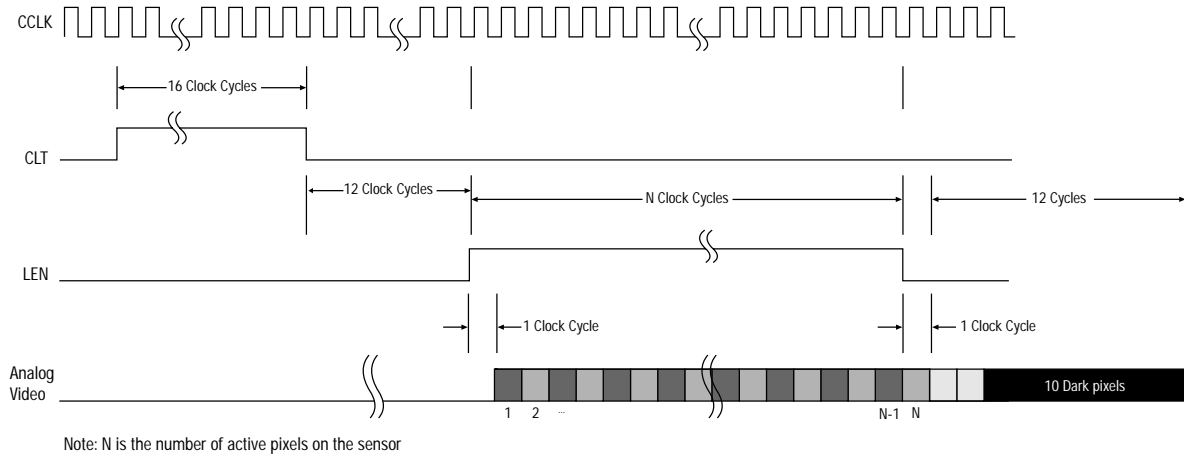 CCLK
16 Clock Cycles
CLT
12 Clock Cycles
N Clock Cycles
12 Cycles
LEN
1 Clock Cycle
1 Clock Cycle
Analog
Video
10 Dark pixels
1 2 ... N-1 N
Note: N is the number of active pixels on the sensor